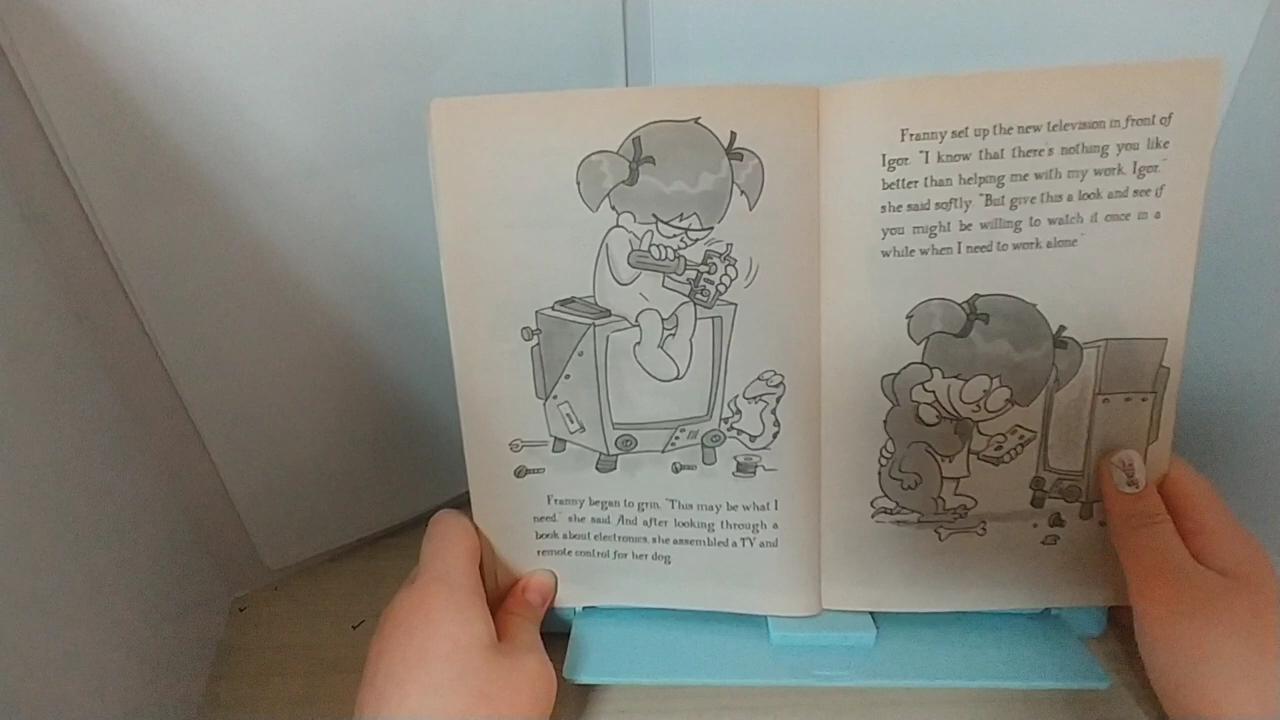 Franny began to grin. "This may be what I
need," she said. And after looking through a
book about electronics, she assembled a TV and
remote control for her dog.
Franny set up the new television in front of
Igor. "I know that there's nothing you like
better than helping me with my work, Igor,"
she said softly. "But give this a look and see if
you might be willing to watch it once in a
while when I need to work alone."